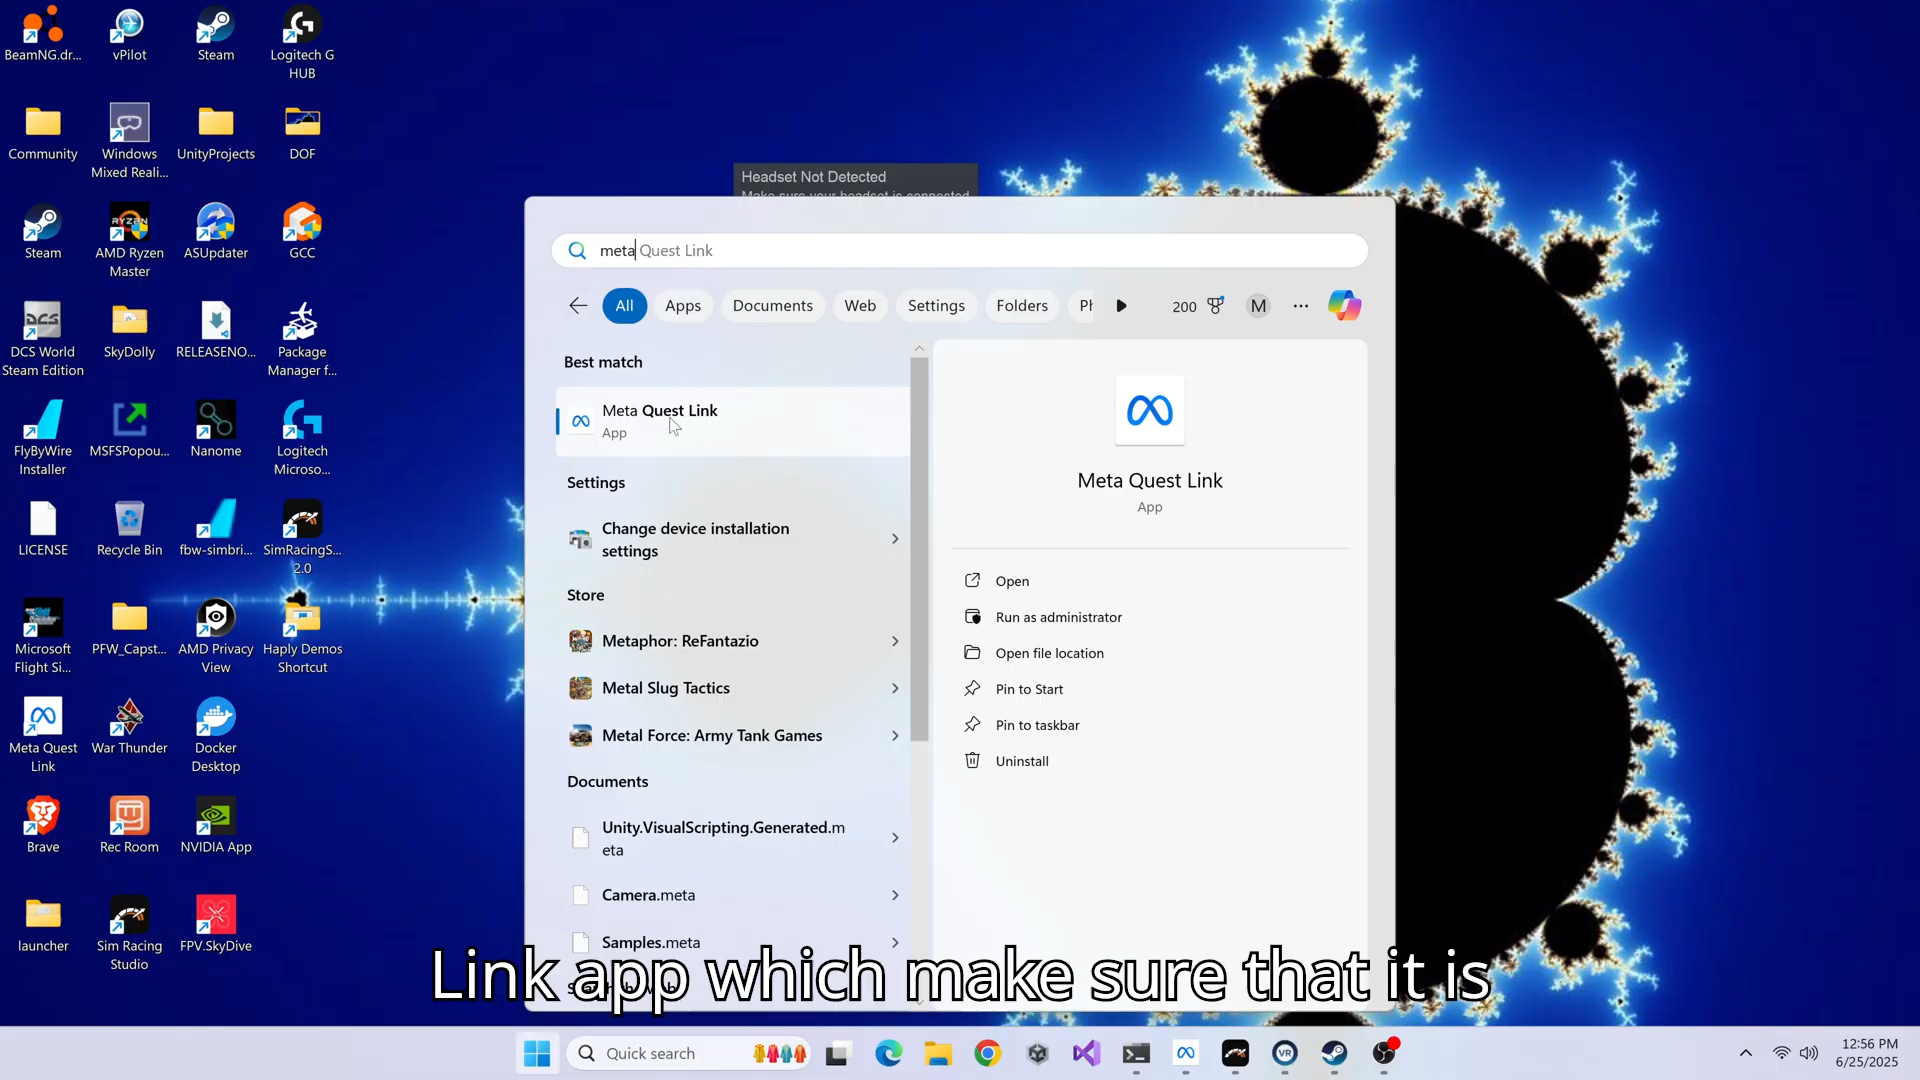 BeamNG.dr...
vPilot
Steam
Logitech G
HUB
Community
Windows
Mixed Reali...
UnityProjects
DOF
Steam
AMD Ryzen
Master
ASUpdater
GCC
DCS World
Steam Edition
SkyDolly
RELEASENO...
Package
Manager f...
FlyByWire
Installer
MSFSPopou...
Nanome
Logitech
Microso...
LICENSE
Recycle Bin
fbw-simbri...
SimRacingS...
2.0
Microsoft
Flight Si...
PFW_Capst...
AMD Privacy
View
Haply Demos
Shortcut
Meta Quest
Link
War Thunder
Docker
Desktop
Brave
Rec Room
NVIDIA App
launcher
Sim Racing
Studio
FPV.SkyDive
Headset Not Detected
Make sure your headset is connected
meta Quest Link
All
Apps
Documents
Web
Settings
Folders
Ph
200
M
Best match
Meta Quest Link
App
Settings
Change device installation
settings
Store
Metaphor: ReFantazio
Metal Slug Tactics
Metal Force: Army Tank Games
Documents
Unity.VisualScripting.Generated.m
eta
Camera.meta
Samples.meta
Meta Quest Link
App
Open
Run as administrator
Open file location
Pin to Start
Pin to taskbar
Uninstall
Link app which make sure that it is
Quick search
12:56 PM
6/25/2025